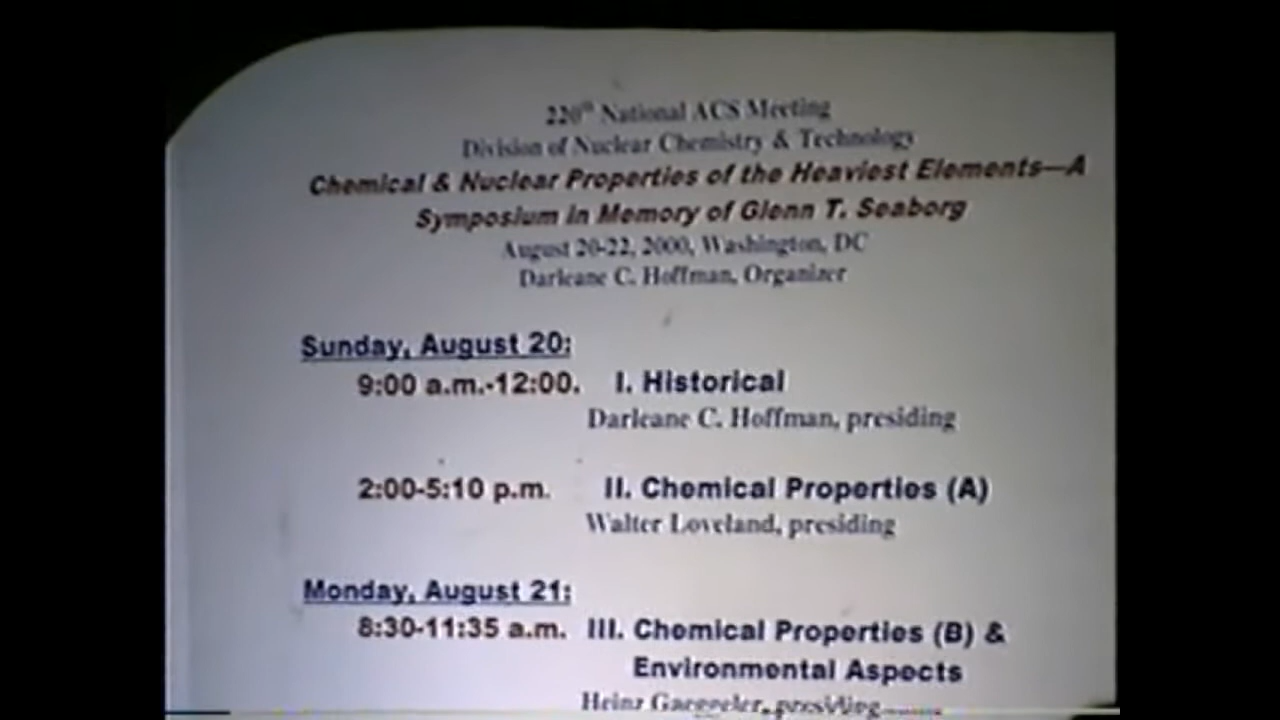 220th National ACS Meeting
Division of Nuclear Chemistry & Technology
Chemical & Nuclear Properties of the Heaviest Elements—A
Symposium in Memory of Glenn T. Seaborg
August 20-22, 2000, Washington, DC
Darleane C. Hoffman, Organizer
Sunday, August 20:
9:00 a.m.-12:00. I. Historical
Darleane C. Hoffman, presiding
2:00-5:10 p.m. II. Chemical Properties (A)
Walter Loveland, presiding
Monday, August 21:
8:30-11:35 a.m. III. Chemical Properties (B) &
Environmental Aspects
Heinz Gaeggeler, presiding